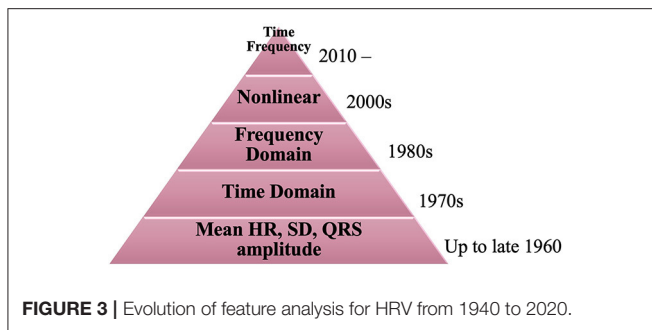 Time
Frequency
2010 –
Nonlinear
2000s
Frequency
Domain
1980s
Time Domain
1970s
Mean HR, SD, QRS
amplitude
Up to late 1960
FIGURE 3 | Evolution of feature analysis for HRV from 1940 to 2020.